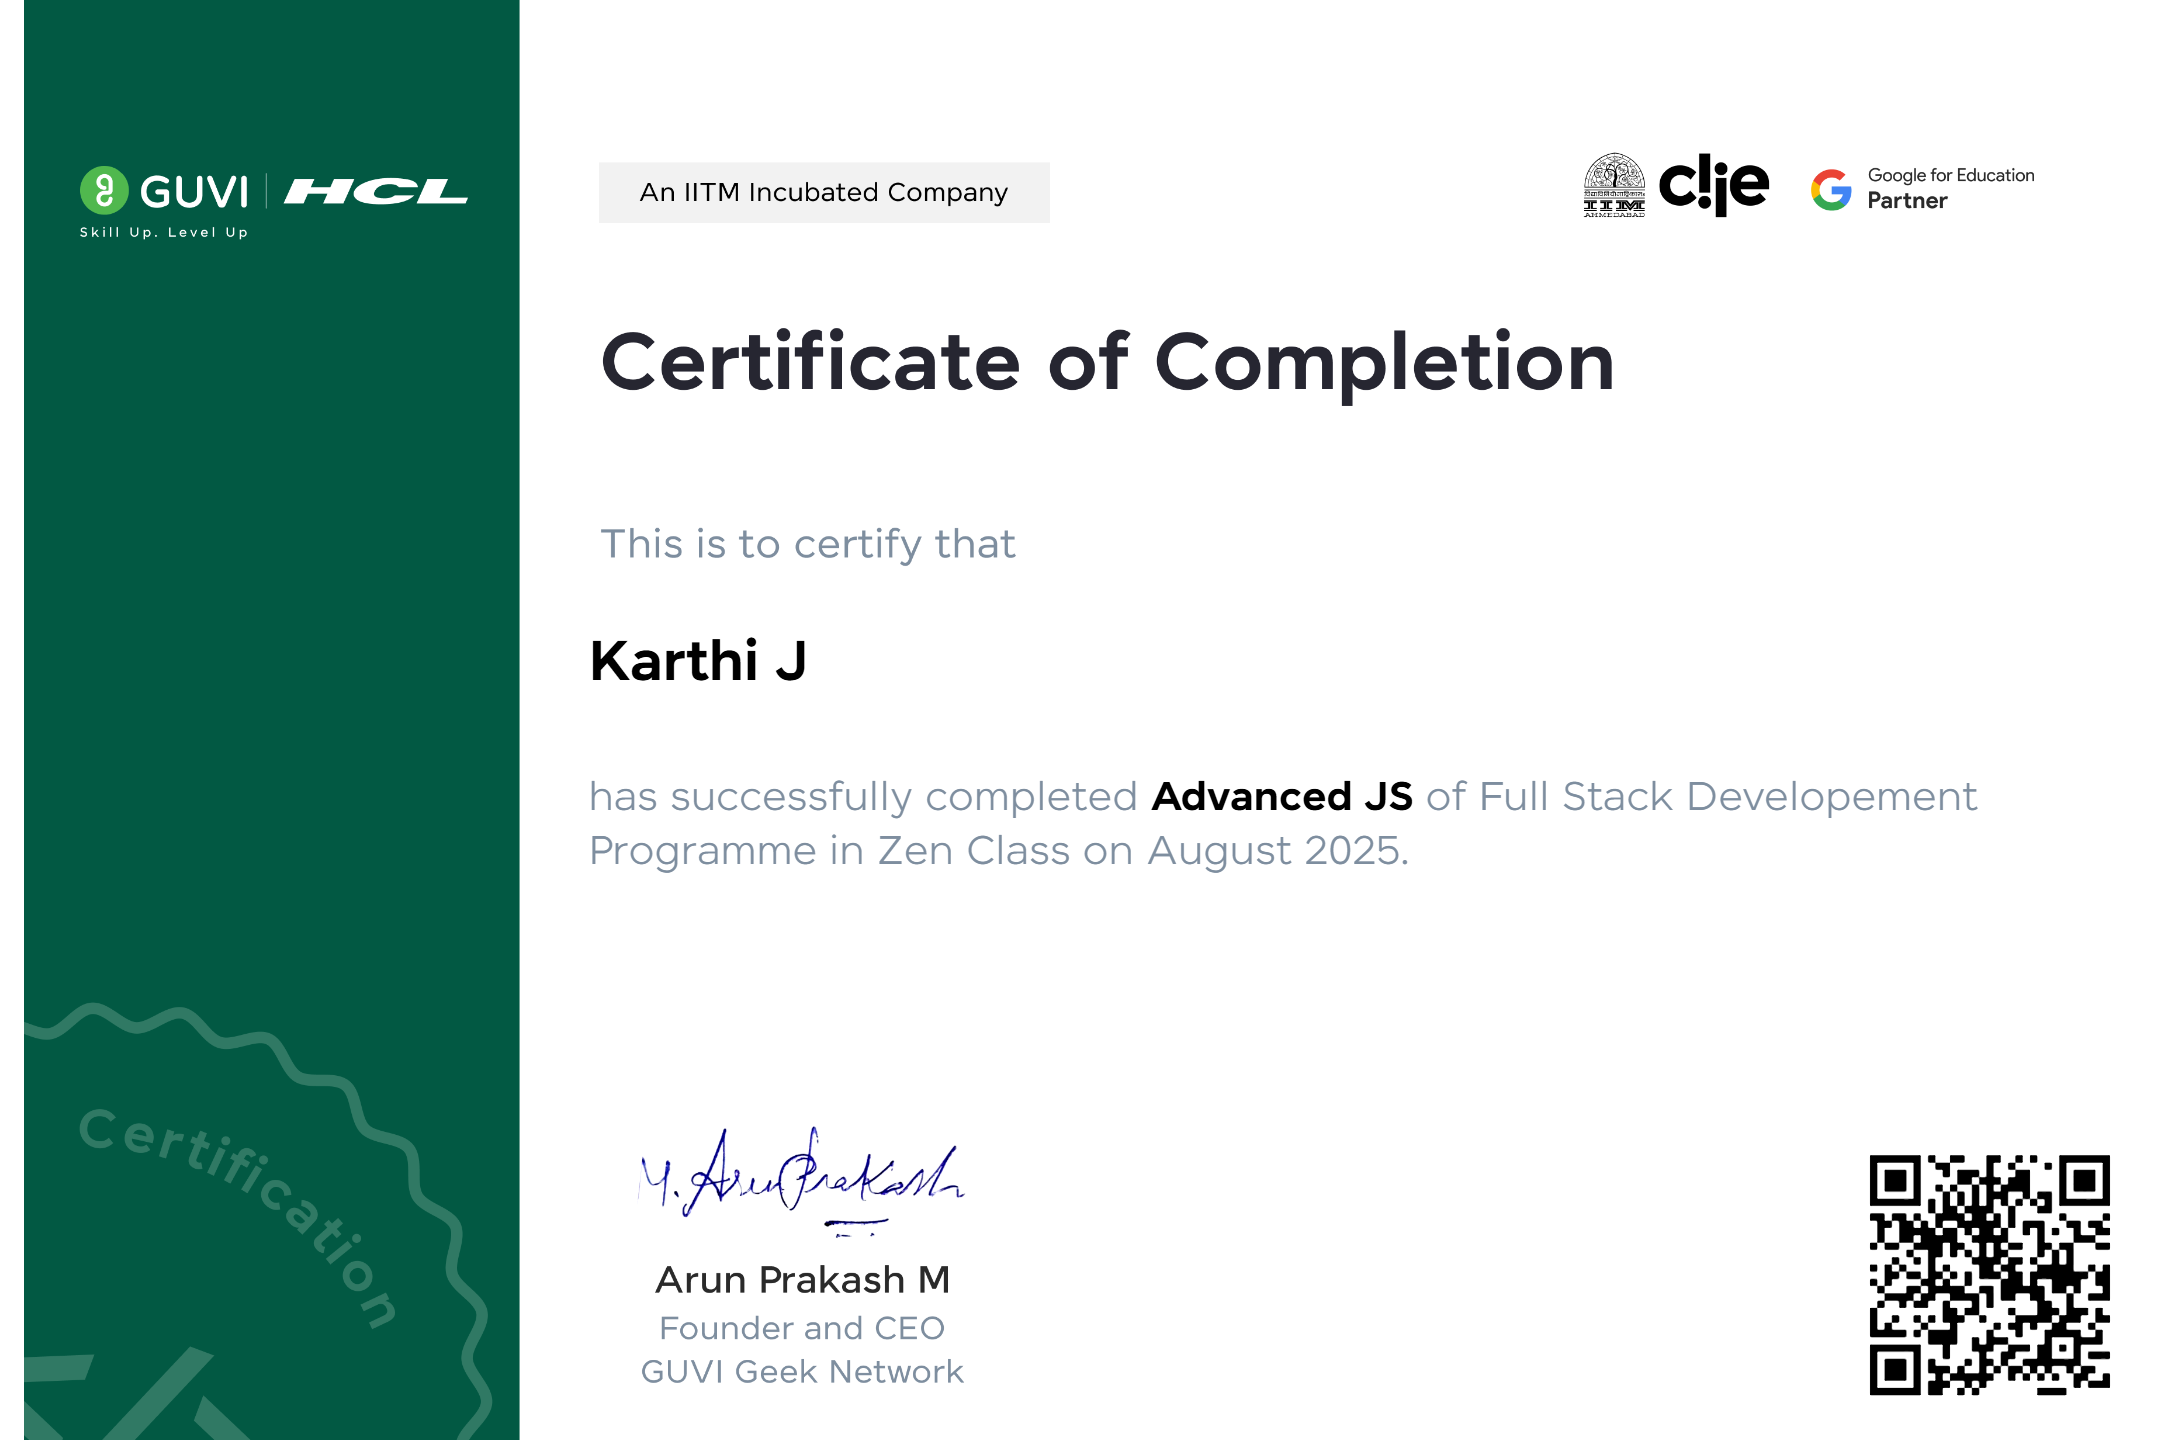 GUVI | HCL
Skill Up. Level Up
An IITM Incubated Company
IIM
AHMEDABAD
c!ie
Google for Education
Partner
Certificate of Completion
This is to certify that
Karthi J
has successfully completed Advanced JS of Full Stack Developement
Programme in Zen Class on August 2025.
Certification
M. Arun Prakash
Arun Prakash M
Founder and CEO
GUVI Geek Network